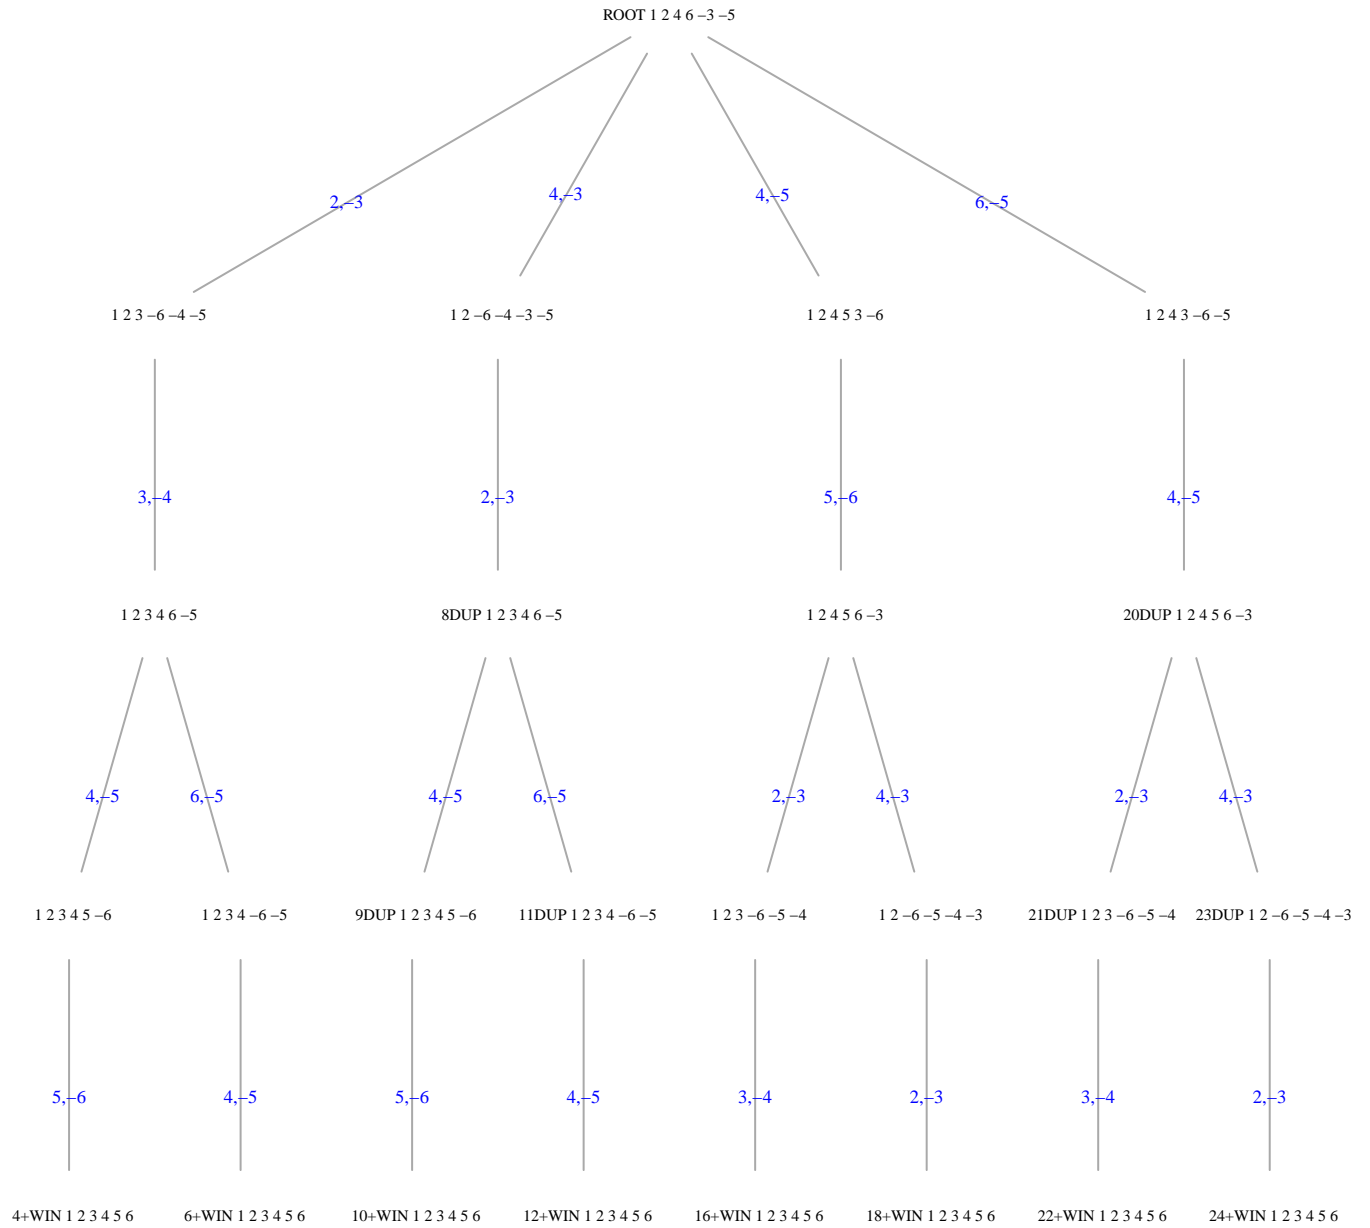 ROOT 1 2 4 6 −3 −5
2,−3
4,−3
4,−5
6,−5
1 2 3 −6 −4 −5
1 2 −6 −4 −3 −5
1 2 4 5 3 −6
1 2 4 3 −6 −5
3,−4
2,−3
5,−6
4,−5
1 2 3 4 6 −5
8DUP 1 2 3 4 6 −5
1 2 4 5 6 −3
20DUP 1 2 4 5 6 −3
4,−5
6,−5
4,−5
6,−5
2,−3
4,−3
2,−3
4,−3
1 2 3 4 5 −6
1 2 3 4 −6 −5
9DUP 1 2 3 4 5 −6
11DUP 1 2 3 4 −6 −5
1 2 3 −6 −5 −4
1 2 −6 −5 −4 −3
21DUP 1 2 3 −6 −5 −4
23DUP 1 2 −6 −5 −4 −3
5,−6
4,−5
5,−6
4,−5
3,−4
2,−3
3,−4
2,−3
4+WIN 1 2 3 4 5 6
6+WIN 1 2 3 4 5 6
10+WIN 1 2 3 4 5 6
12+WIN 1 2 3 4 5 6
16+WIN 1 2 3 4 5 6
18+WIN 1 2 3 4 5 6
22+WIN 1 2 3 4 5 6
24+WIN 1 2 3 4 5 6